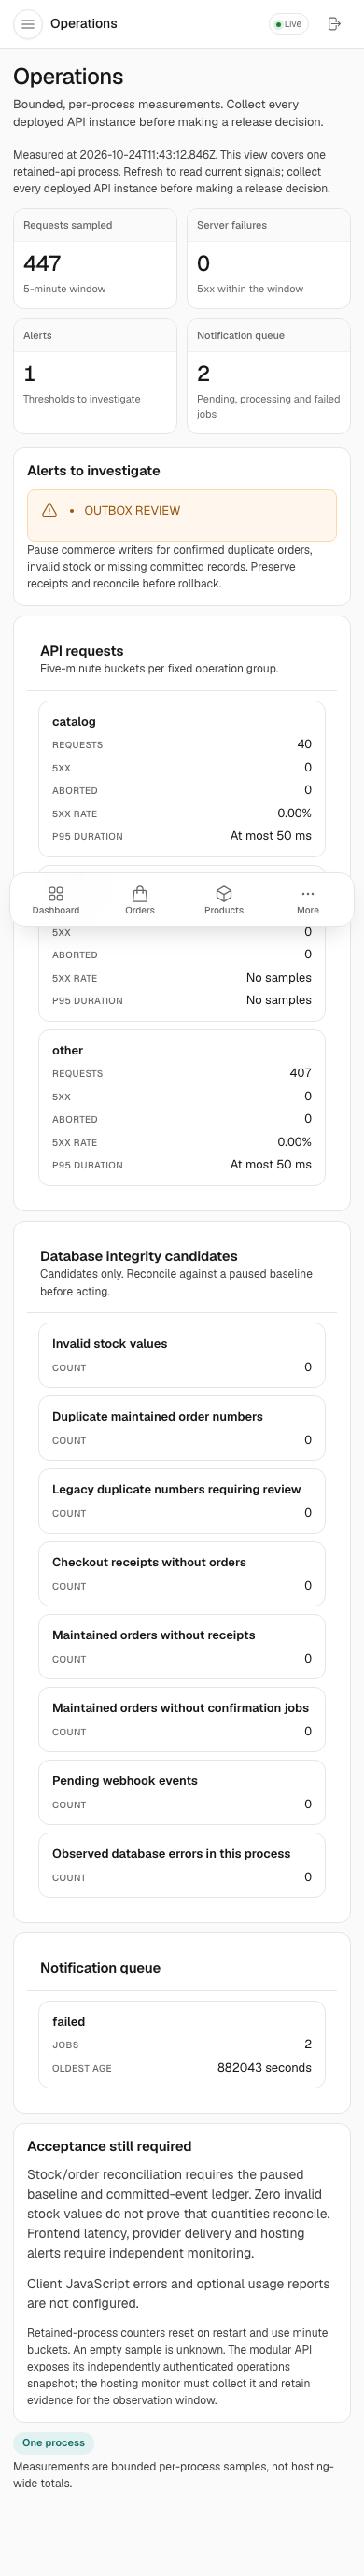 Operations
Live
Operations
Bounded, per-process measurements. Collect every
deployed API instance before making a release decision.
Measured at 2026-10-24T11:43:12.846Z. This view covers one
retained-api process. Refresh to read current signals; collect
every deployed API instance before making a release decision.
Requests sampled
447
5-minute window
Server failures
0
5xx within the window
Alerts
1
Thresholds to investigate
Notification queue
2
Pending, processing and failed
jobs
Alerts to investigate
• OUTBOX REVIEW
Pause commerce writers for confirmed duplicate orders,
invalid stock or missing committed records. Preserve
receipts and reconcile before rollback.
API requests
Five-minute buckets per fixed operation group.
catalog
REQUESTS 40
5XX 0
ABORTED 0
5XX RATE 0.00%
P95 DURATION At most 50 ms
Dashboard
Orders
Products
More
5XX 0
ABORTED 0
5XX RATE No samples
P95 DURATION No samples
other
REQUESTS 407
5XX 0
ABORTED 0
5XX RATE 0.00%
P95 DURATION At most 50 ms
Database integrity candidates
Candidates only. Reconcile against a paused baseline
before acting.
Invalid stock values
COUNT 0
Duplicate maintained order numbers
COUNT 0
Legacy duplicate numbers requiring review
COUNT 0
Checkout receipts without orders
COUNT 0
Maintained orders without receipts
COUNT 0
Maintained orders without confirmation jobs
COUNT 0
Pending webhook events
COUNT 0
Observed database errors in this process
COUNT 0
Notification queue
failed
JOBS 2
OLDEST AGE 882043 seconds
Acceptance still required
Stock/order reconciliation requires the paused
baseline and committed-event ledger. Zero invalid
stock values do not prove that quantities reconcile.
Frontend latency, provider delivery and hosting
alerts require independent monitoring.
Client JavaScript errors and optional usage reports
are not configured.
Retained-process counters reset on restart and use minute
buckets. An empty sample is unknown. The modular API
exposes its independently authenticated operations
snapshot; the hosting monitor must collect it and retain
evidence for the observation window.
One process
Measurements are bounded per-process samples, not hosting-
wide totals.